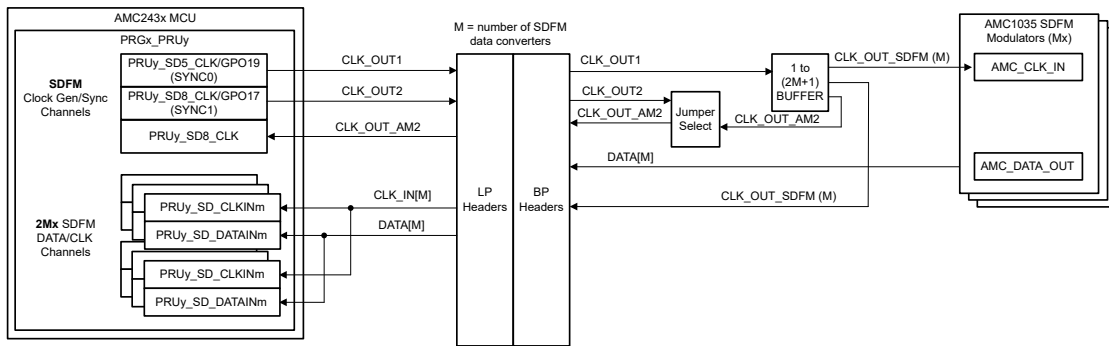 AMC243x MCU
PRGx_PRUy
SDFM
Clock Gen/Sync
Channels
PRUy_SD5_CLK/GPO19
(SYNC0)
PRUy_SD8_CLK/GPO17
(SYNC1)
PRUy_SD8_CLK
2Mx SDFM
DATA/CLK
Channels
PRUy_SD_CLKINm
PRUy_SD_DATAINm
PRUy_SD_CLKINm
PRUy_SD_DATAINm
CLK_OUT1
CLK_OUT2
CLK_OUT_AM2
CLK_IN[M]
DATA[M]
M = number of SDFM
data converters
LP
Headers
BP
Headers
CLK_OUT1
CLK_OUT2
CLK_OUT_AM2
Jumper
Select
1 to
(2M+1)
BUFFER
CLK_OUT_AM2
CLK_OUT_SDFM (M)
DATA[M]
CLK_OUT_SDFM (M)
AMC1035 SDFM
Modulators (Mx)
AMC_CLK_IN
AMC_DATA_OUT